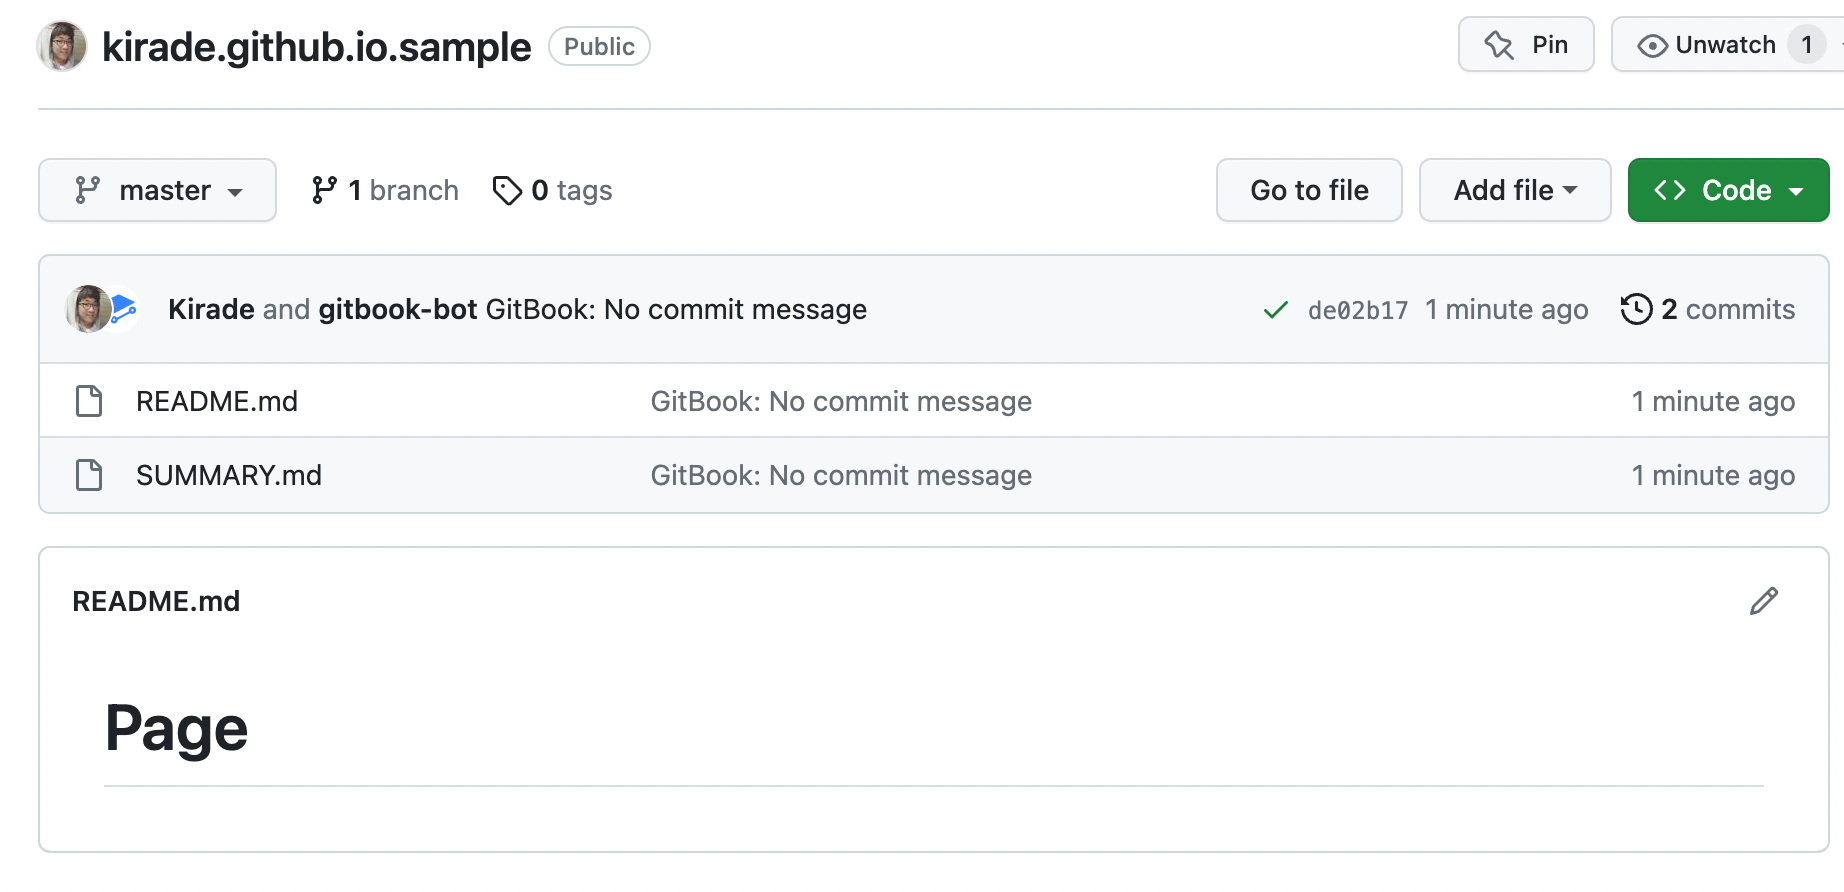 kirade.github.io.sample Public Pin Unwatch 1
master 1 branch 0 tags Go to file Add file Code
Kirade and gitbook-bot GitBook: No commit message de02b17 1 minute ago 2 commits
README.md GitBook: No commit message 1 minute ago
SUMMARY.md GitBook: No commit message 1 minute ago
README.md
Page